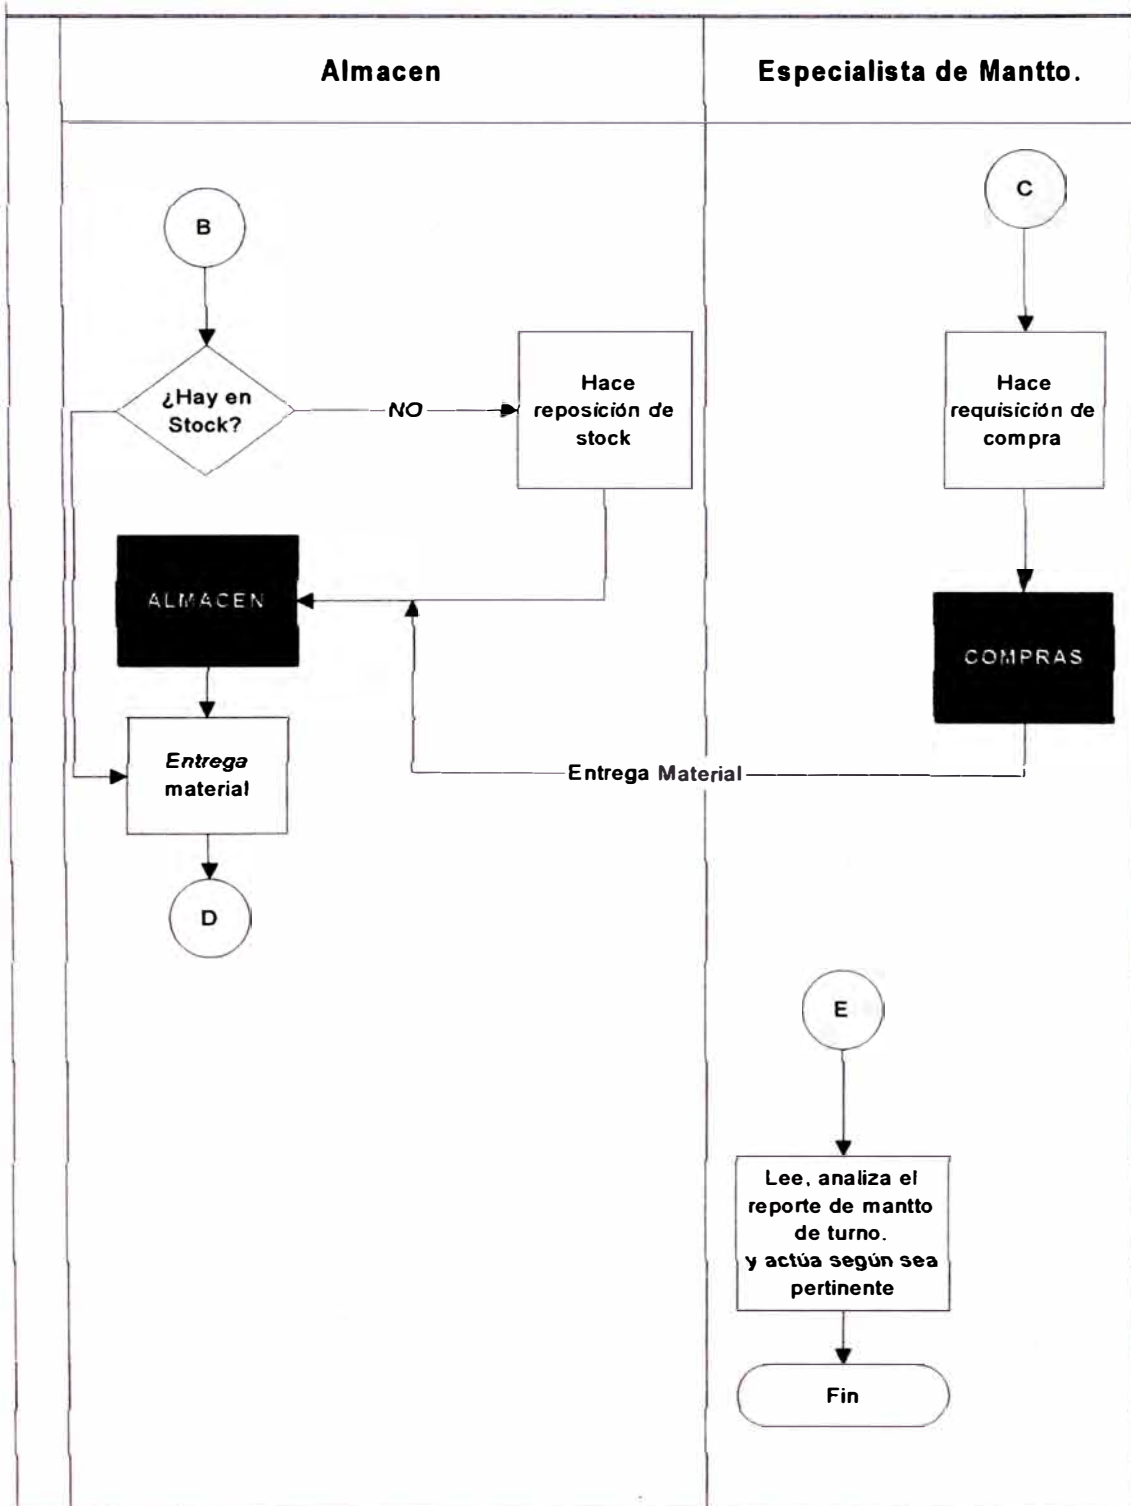 Almacen
Especialista de Mantto.
B
C
¿Hay en
Stock?
NO
Hace
reposición de
stock
Hace
requisición de
compra
ALMACEN
COMPRAS
Entrega
material
Entrega Material
D
E
Lee, analiza el
reporte de mantto
de turno.
y actúa según sea
pertinente
Fin